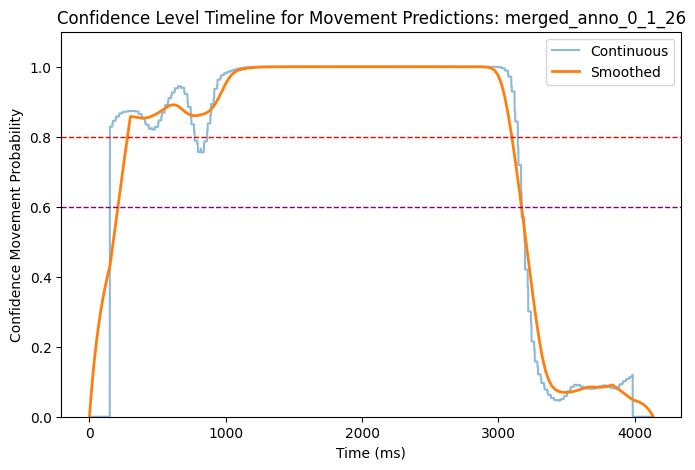 Confidence Level Timeline for Movement Predictions: merged_anno_0_1_26
Continuous
Smoothed
Confidence Movement Probability
1.0
0.8
0.6
0.4
0.2
0.0
0
1000
2000
3000
4000
Time (ms)